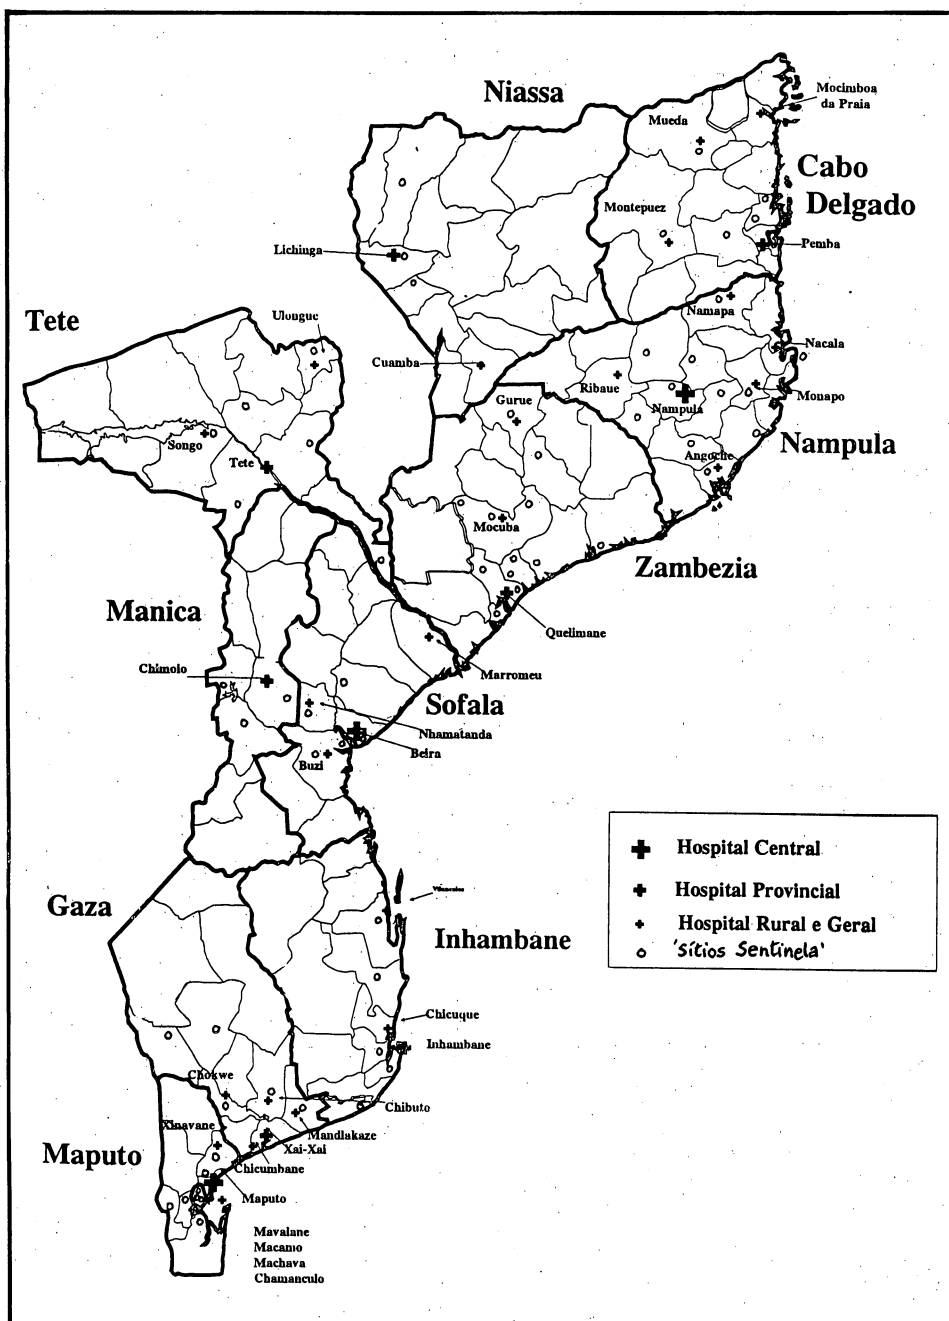 Niassa
Mocimboa
da Praia
Mueda
Cabo
Delgado
Montepuez
Lichinga
Pemba
Tete
Ulongue
Namapa
Nacala
Cuamba
Ribaue
Monapo
Gurue
Nampula
Songo
Nampula
Tete
Angoche
Mocuba
Zambezia
Manica
Quelimane
Chimoio
Marromeu
Sofala
Nhamatanda
Beira
Buzi
Hospital Central
Hospital Provincial
Hospital Rural e Geral
'Sítios Sentinela'
Gaza
Inhambane
Chicuque
Inhambane
Chokwe
Chibuto
Xinavane
Mandlakaze
Xai-Xai
Maputo
Chicumbane
Maputo
Mavalane
Macamo
Machava
Chamanculo